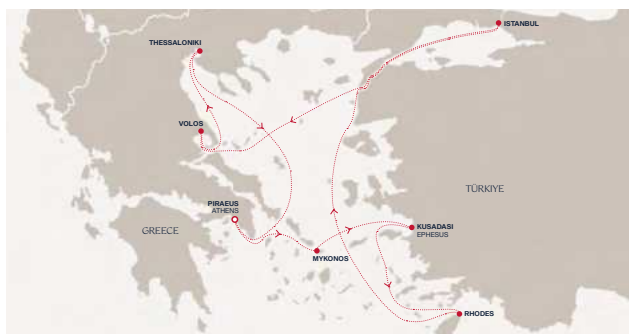 ISTANBUL
THESSALONIKI
VOLOS
TÜRKIYE
PIRAEUS
ATHENS
GREECE
KUSADASI
EPHESUS
MYKONOS
RHODES